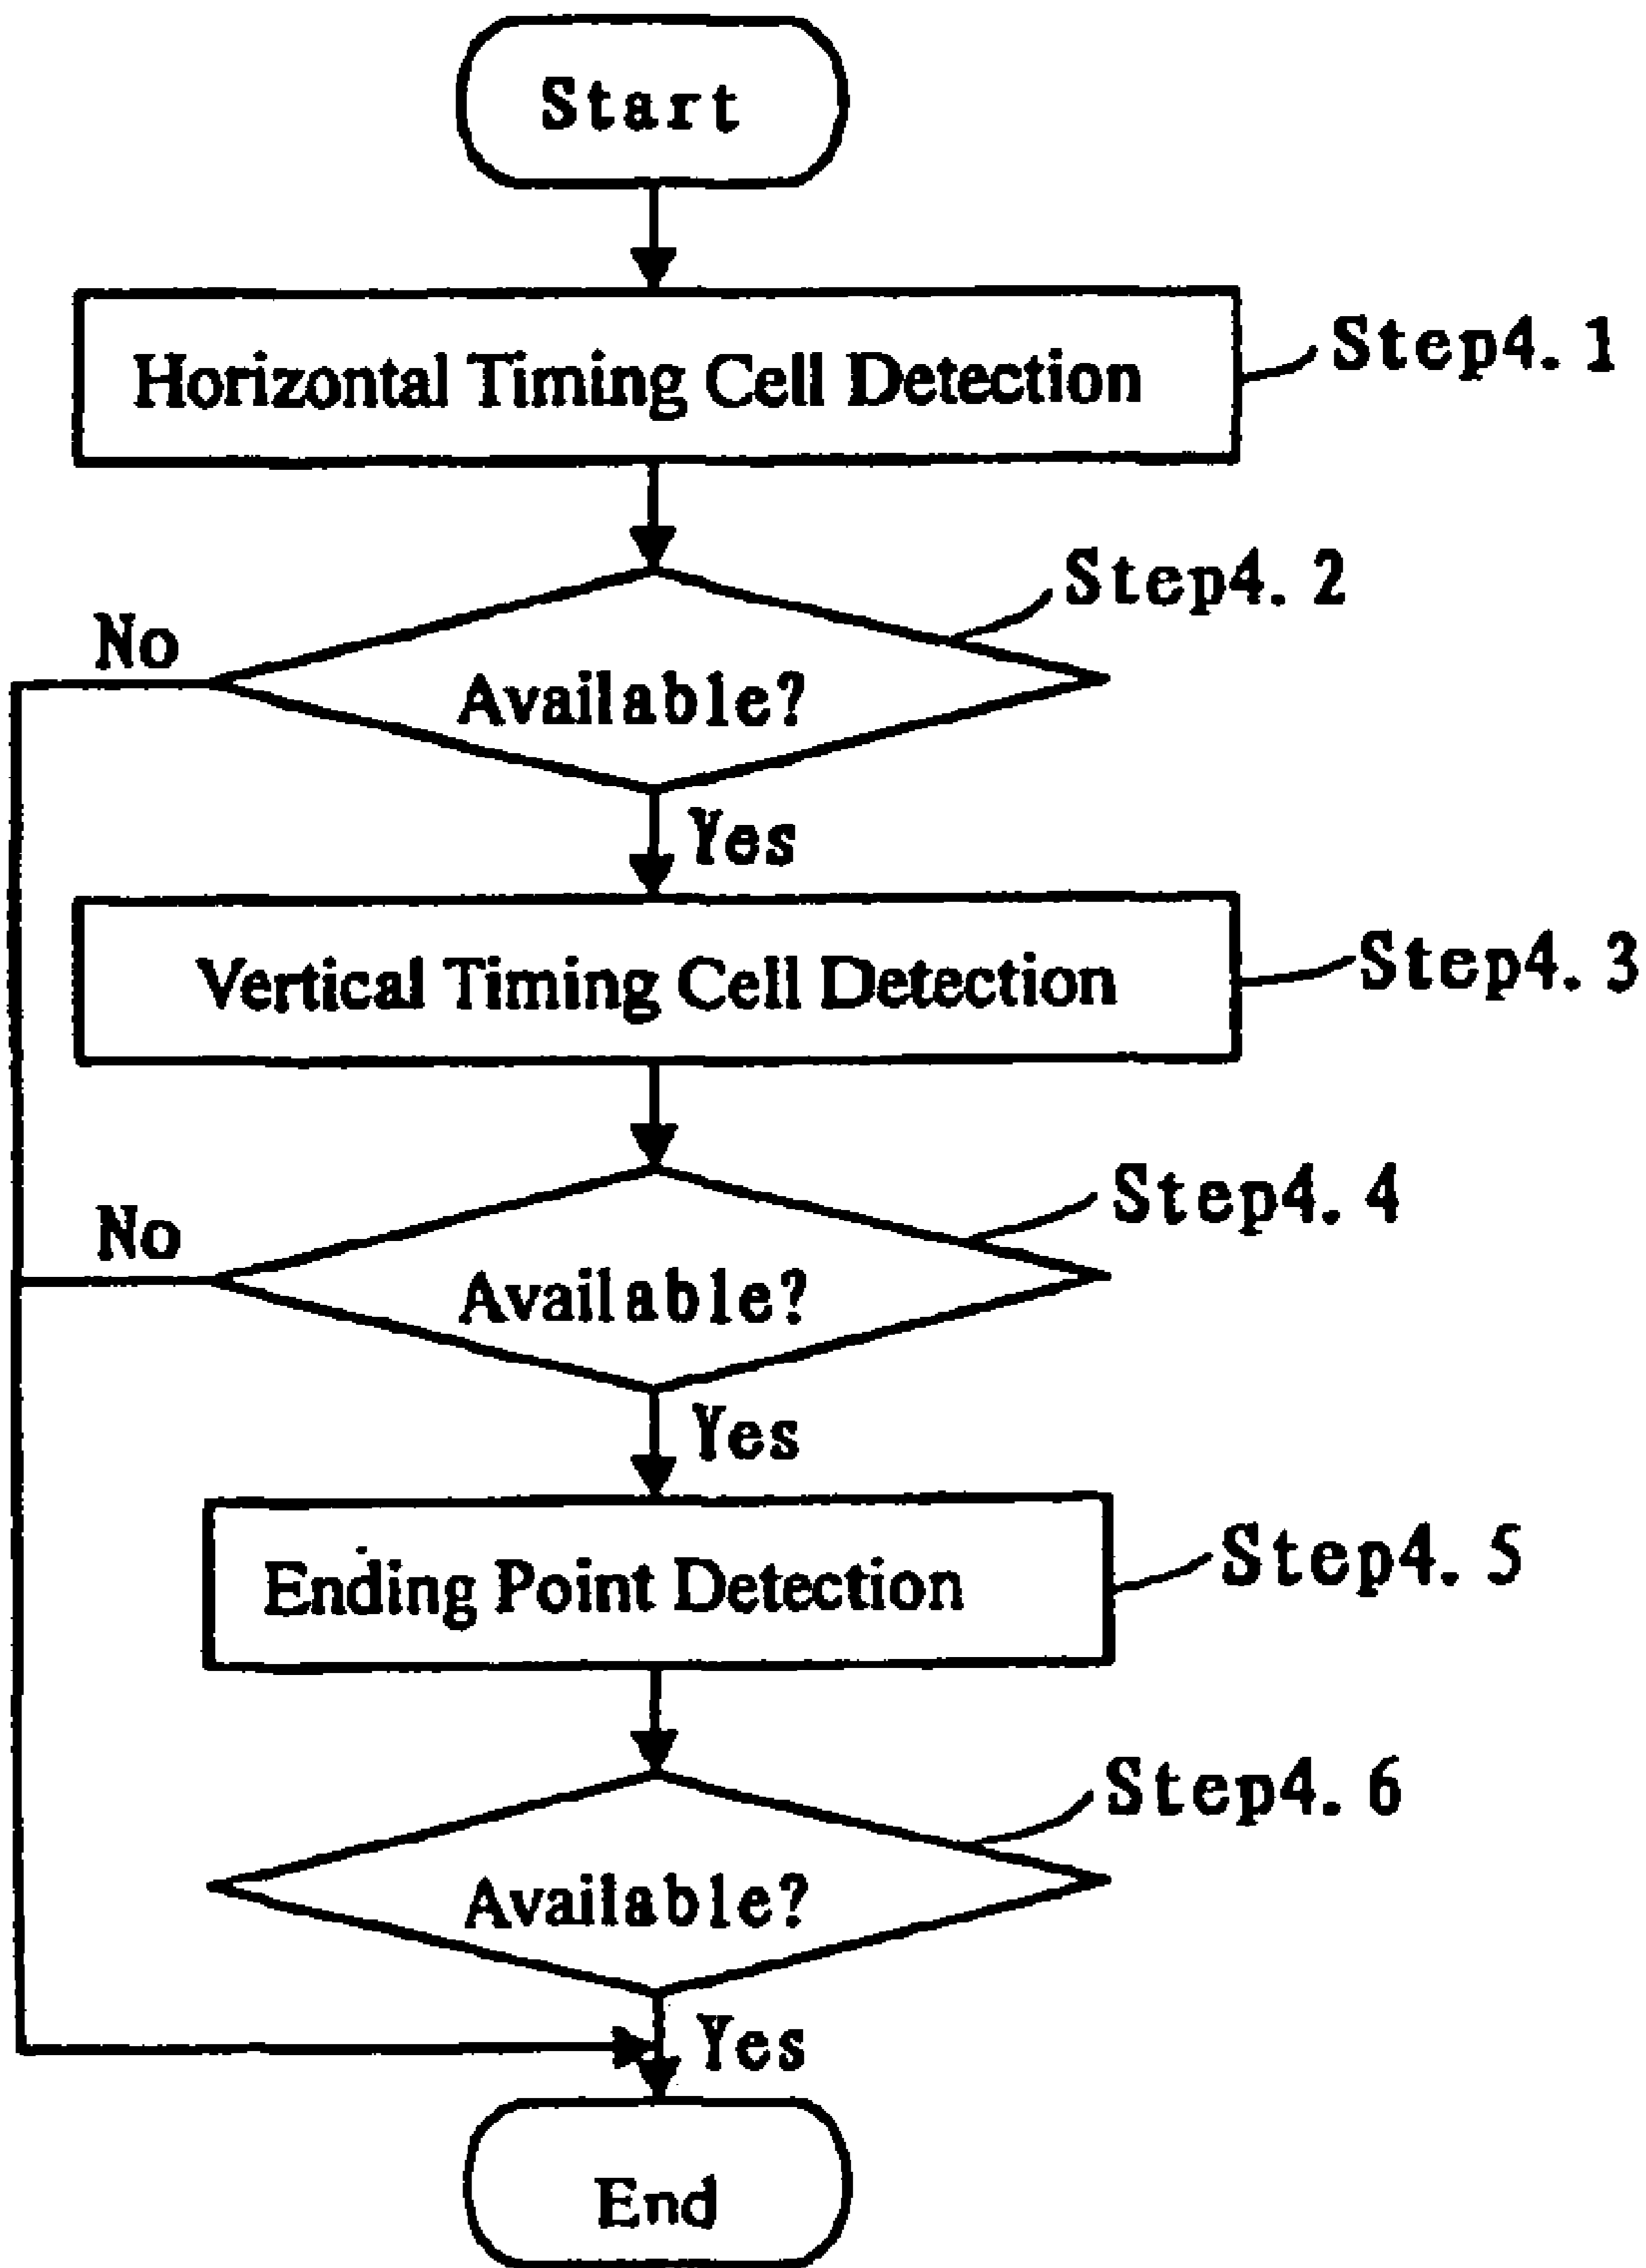 Start
Horizontal Timing Cell Detection
Step4.1
Step4.2
No
Available?
Yes
Vertical Timing Cell Detection
Step4.3
Step4.4
No
Available?
Yes
Ending Point Detection
Step4.5
Step4.6
Available?
Yes
End